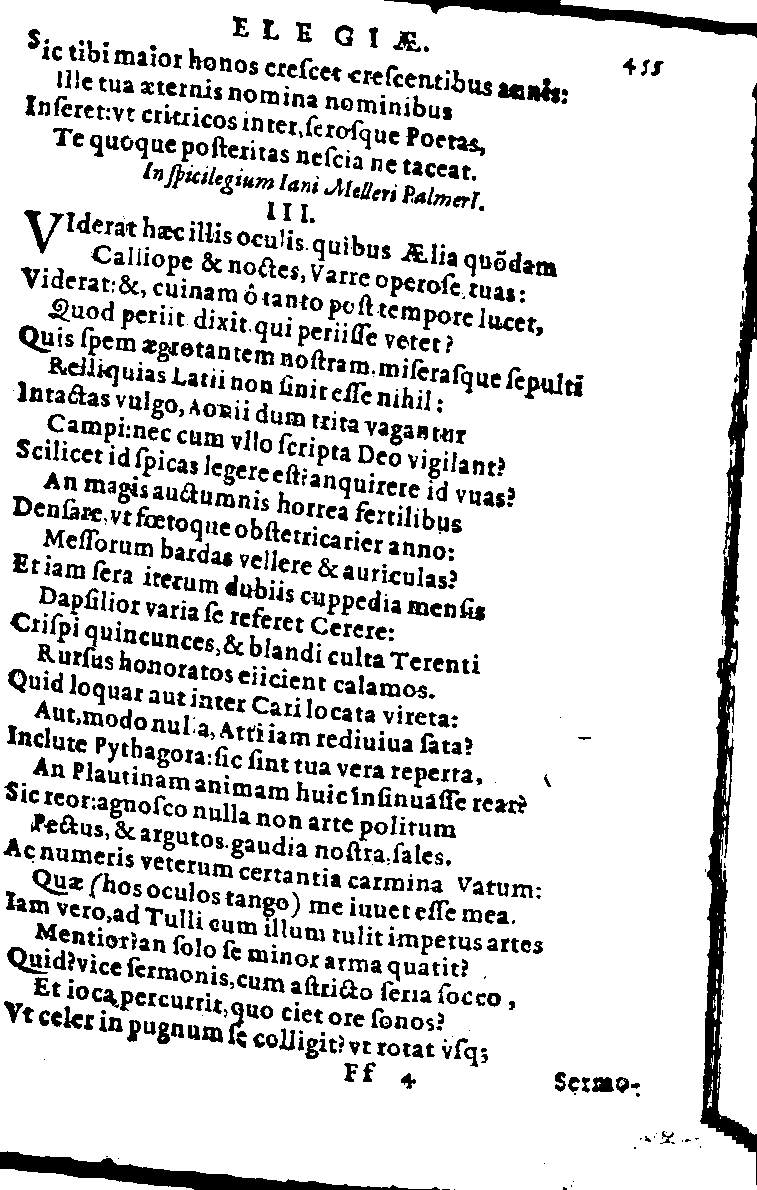 ELEGIÆ.
455
Sic tibi maior honos creſcet creſcentibus annis:
Ille tua æternis nomina nominibus
Inſeret: vt critricos inter, ſeroſque Poetas,
Te quoque poſteritas neſcia ne taceat.
In ſpicilegium Iani Melleri PalmerI.
III.
VIderat hæc illis oculis. quibus Ælia quõdam
Calliope & noctes, Varre operoſe, tuas:
Viderat: &, cuinam ô tanto poſt tempore lucet,
Quod periit dixit. qui periiſſe vetet?
Quis ſpem ægrotantem noſtram. miſeraſque ſepultĩ
Relliquias Latii non ſinit eſſe nihil:
Intactas vulgo, Aonii dum trita vagantur
Campi: nec cum vllo ſcripta Deo vigilant?
Scilicet id ſpicas legere eſt? anquirere id vuas?
An magis auctumnis horrea fertilibus
Denſare, vt fœtoque obſtetricarier anno:
Meſſorum bardas vellere & auriculas?
Et iam ſera iterum dubiis cuppedia menſis
Dapſilior varia ſe referet Cerere:
Criſpi quincunces, & blandi culta Terenti
Rurſus honoratos eiicient calamos.
Quid loquar aut inter Cari locata vireta:
Aut, modo nulla, Atti iam rediuiua ſata?
Inclute Pythagora: ſic ſint tua vera reperta,
An Plautinam animam huic inſinuaſſe rear?
Sic reor: agnoſco nulla non arte politum
Pectus, & argutos. gaudia noſtra, ſales.
Ac numeris veterum certantia carmina Vatum:
Quæ (hos oculos tango) me iuuet eſſe mea.
Iam vero, ad Tulli cum illum tulit impetus artes
Mentior? an ſolo ſe minor arma quatit?
Quid? vice ſermonis, cum aſtricto ſeria ſocco,
Et ioca percurrit, quo ciet ore ſonos?
Vt celer in pugnum ſe colligit? vt rotat vſq;
Ff 4
Sermo-